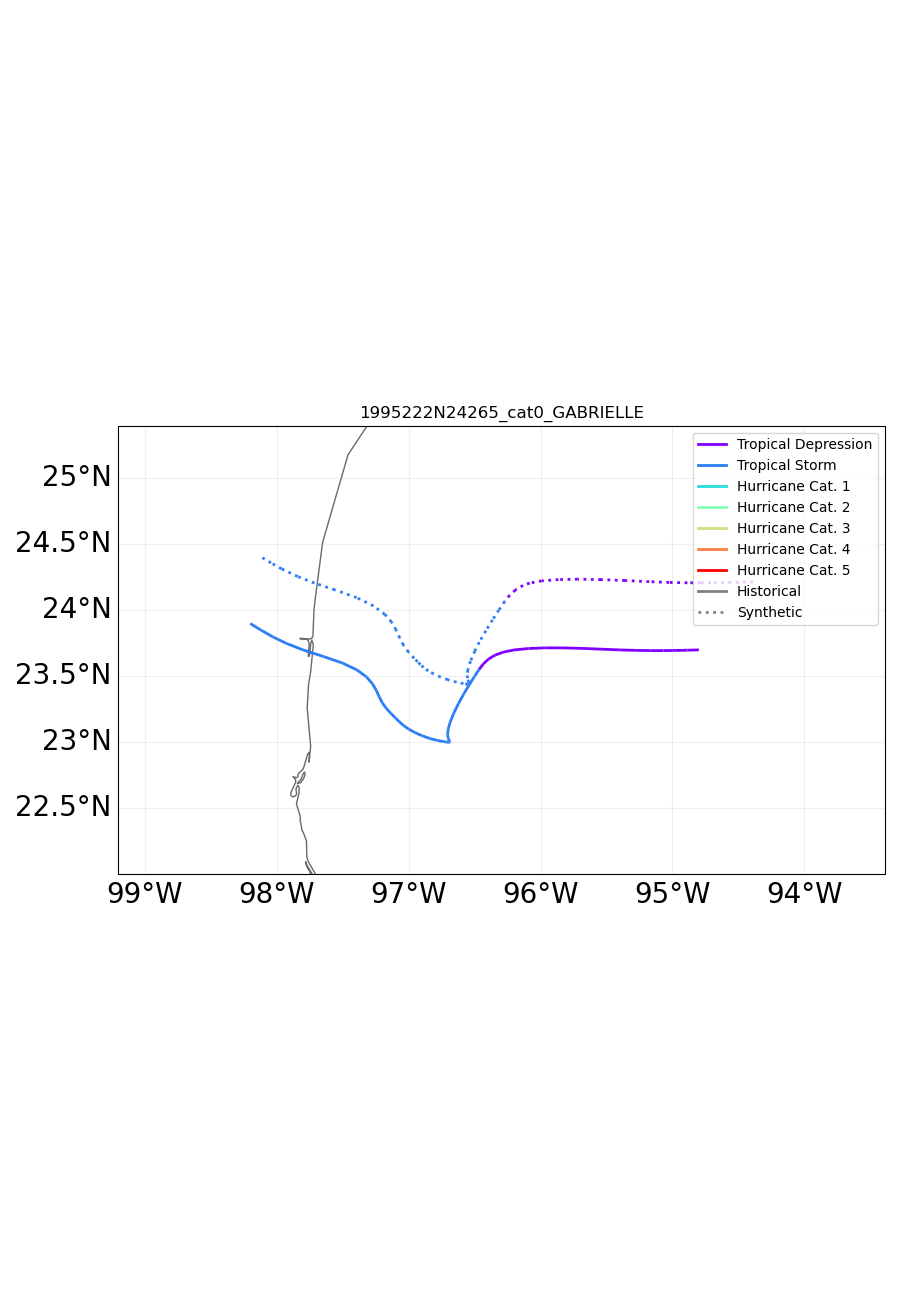 1995222N24265_cat0_GABRIELLE
25°N
24.5°N
24°N
23.5°N
23°N
22.5°N
99°W
98°W
97°W
96°W
95°W
94°W
Tropical Depression
Tropical Storm
Hurricane Cat. 1
Hurricane Cat. 2
Hurricane Cat. 3
Hurricane Cat. 4
Hurricane Cat. 5
Historical
Synthetic